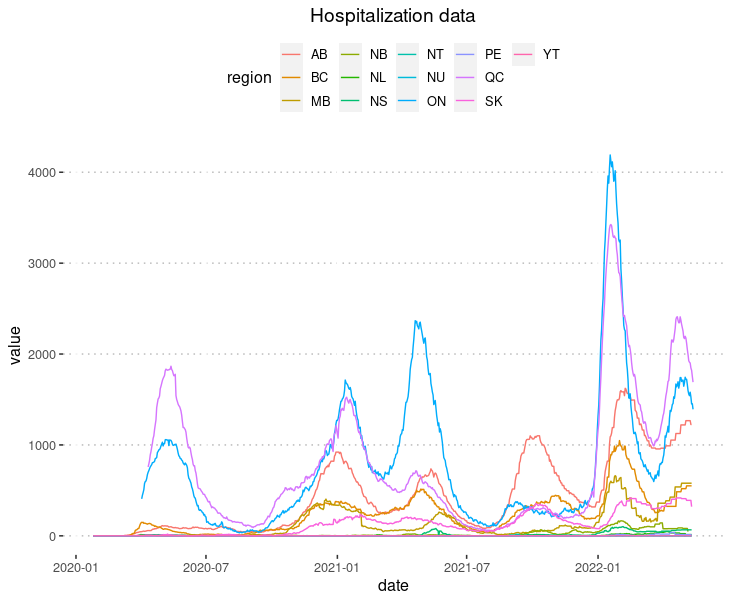 Hospitalization data
region
AB NB NT PE YT
BC NL NU QC
MB NS ON SK
value
4000
3000
2000
1000
0
2020-01 2020-07 2021-01 2021-07 2022-01
date